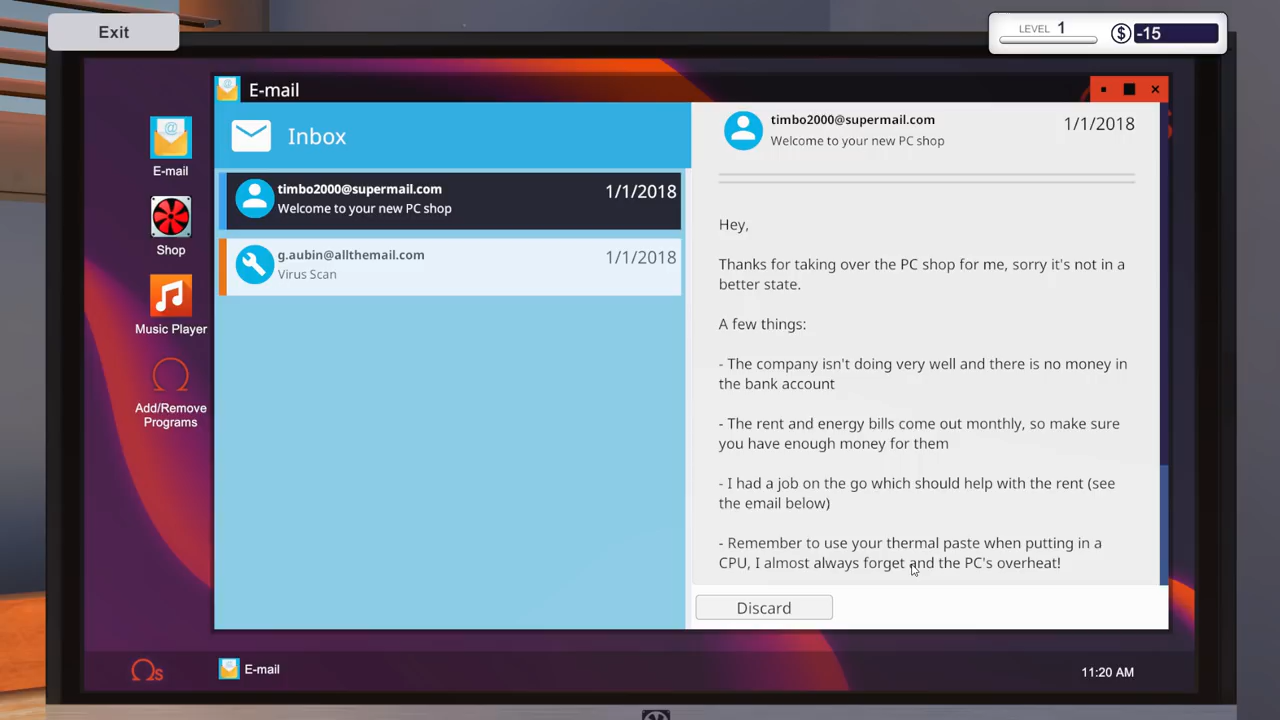 Exit
LEVEL 1
$ -15
E-mail
Inbox
timbo2000@supermail.com
1/1/2018
Welcome to your new PC shop
g.aubin@allthemail.com
1/1/2018
Virus Scan
timbo2000@supermail.com
1/1/2018
Welcome to your new PC shop
Hey,
Thanks for taking over the PC shop for me, sorry it's not in a
better state.
A few things:
- The company isn't doing very well and there is no money in
the bank account
- The rent and energy bills come out monthly, so make sure
you have enough money for them
- I had a job on the go which should help with the rent (see
the email below)
- Remember to use your thermal paste when putting in a
CPU, I almost always forget and the PC's overheat!
Discard
E-mail
Shop
Music Player
Add/Remove
Programs
Ωs
E-mail
11:20 AM